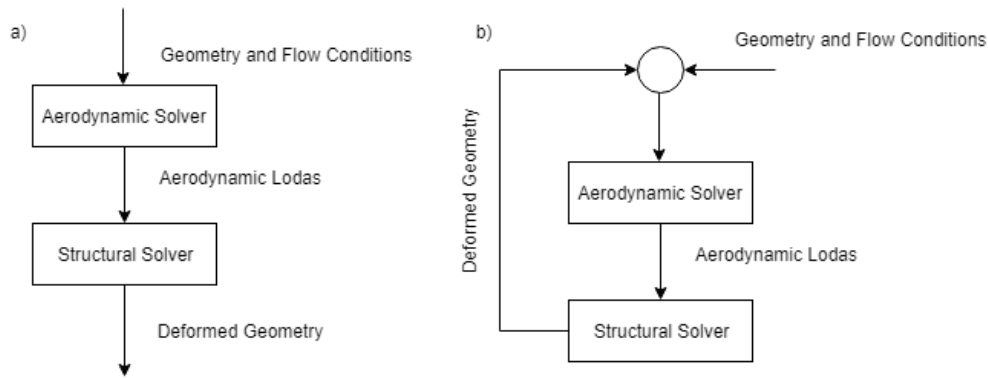 a)
Geometry and Flow Conditions
Aerodynamic Solver
Aerodynamic Lodas
Structural Solver
Deformed Geometry
b)
Geometry and Flow Conditions
Deformed Geometry
Aerodynamic Solver
Aerodynamic Lodas
Structural Solver